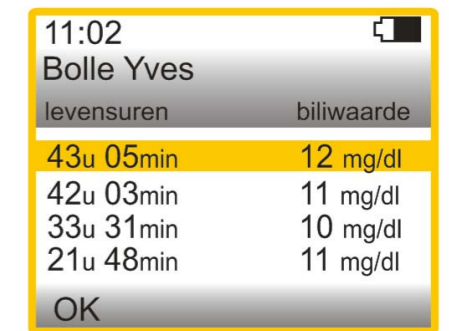 11:02
Bolle Yves
levensuren biliwaarde
43u 05min 12 mg/dl
42u 03min 11 mg/dl
33u 31min 10 mg/dl
21u 48min 11 mg/dl
OK